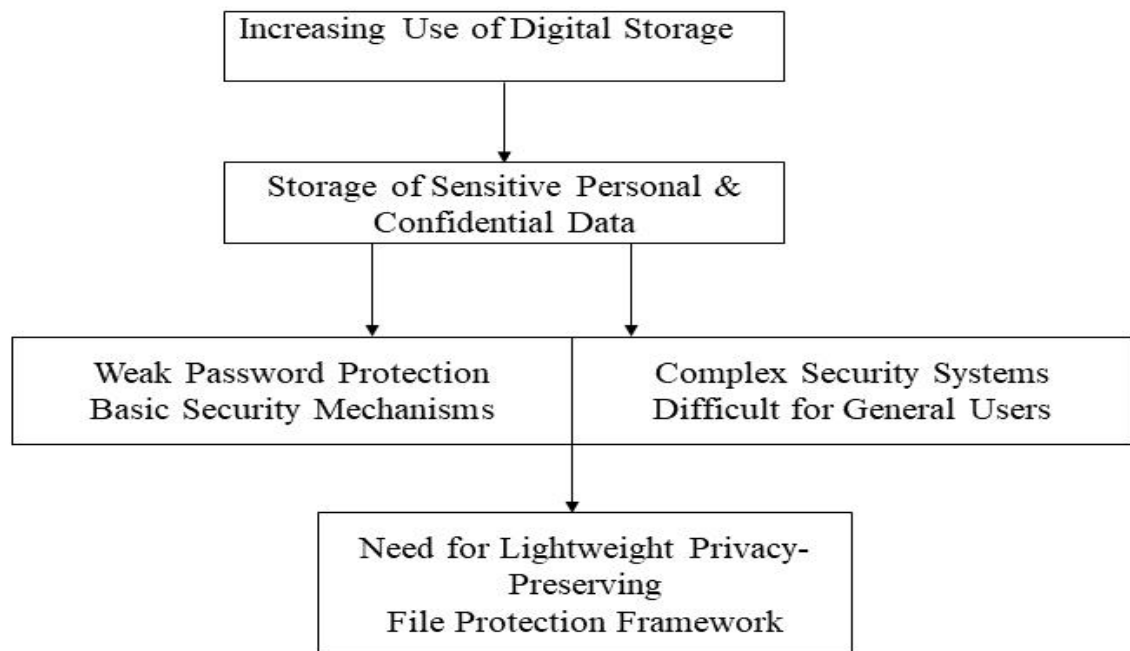 Increasing Use of Digital Storage
Storage of Sensitive Personal &
Confidential Data
Weak Password Protection
Basic Security Mechanisms
Complex Security Systems
Difficult for General Users
Need for Lightweight Privacy-
Preserving
File Protection Framework